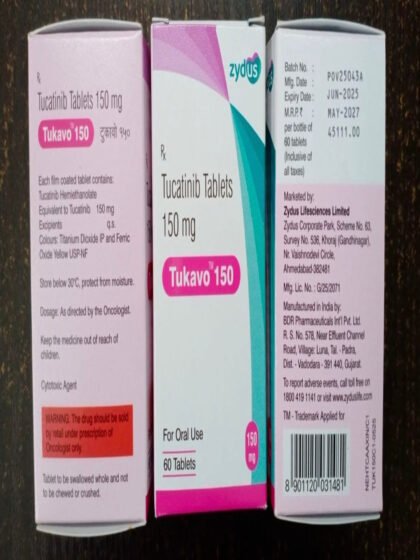 Rx
Tucatinib Tablets 150 mg
Tukavo™150 टुकावो १५०
Each film coated tablet contains:
Tucatinib Hemiethanolate
Equivalent to Tucatinib 150 mg
Excipients q.s.
Colours: Titanium Dioxide IP and Ferric
Oxide Yellow USP-NF
Store below 30°C, protect from moisture.
Dosage: As directed by the Oncologist.
Keep the medicine out of reach of
children.
Cytotoxic Agent
WARNING: The drug should be sold
by retail under prescription of
Oncologist only.
Tablet to be swallowed whole and not
to be chewed or crushed.
zydus
Rx
Tucatinib Tablets
150 mg
Tukavo™150
For Oral Use
60 Tablets
150
mg
Batch No. : POV25043A
Mfg. Date : JUN-2025
Expiry Date : MAY-2027
M.R.P.₹ : 45111.00
per bottle of
60 tablets
(Inclusive of
all taxes)
Marketed by:
Zydus Lifesciences Limited
Zydus Corporate Park, Scheme No. 63,
Survey No. 536, Khoraj (Gandhinagar),
Nr. Vaishnodevi Circle,
Ahmedabad-382481
Mfg. Lic. No.: G/25/2071
Manufactured in India by:
BDR Pharmaceuticals Int'l Pvt. Ltd.
R. S. No. 578, Near Effluent Channel
Road, Village: Luna, Tal. - Padra,
Dist. - Vadodara - 391 440, Gujarat
To report adverse events, call toll free on
1800 419 1141 or visit www.zyduslife.com
TM - Trademark Applied for
8 901120 031481
NEHTCAAXIN/C1
TUK150C1-0525